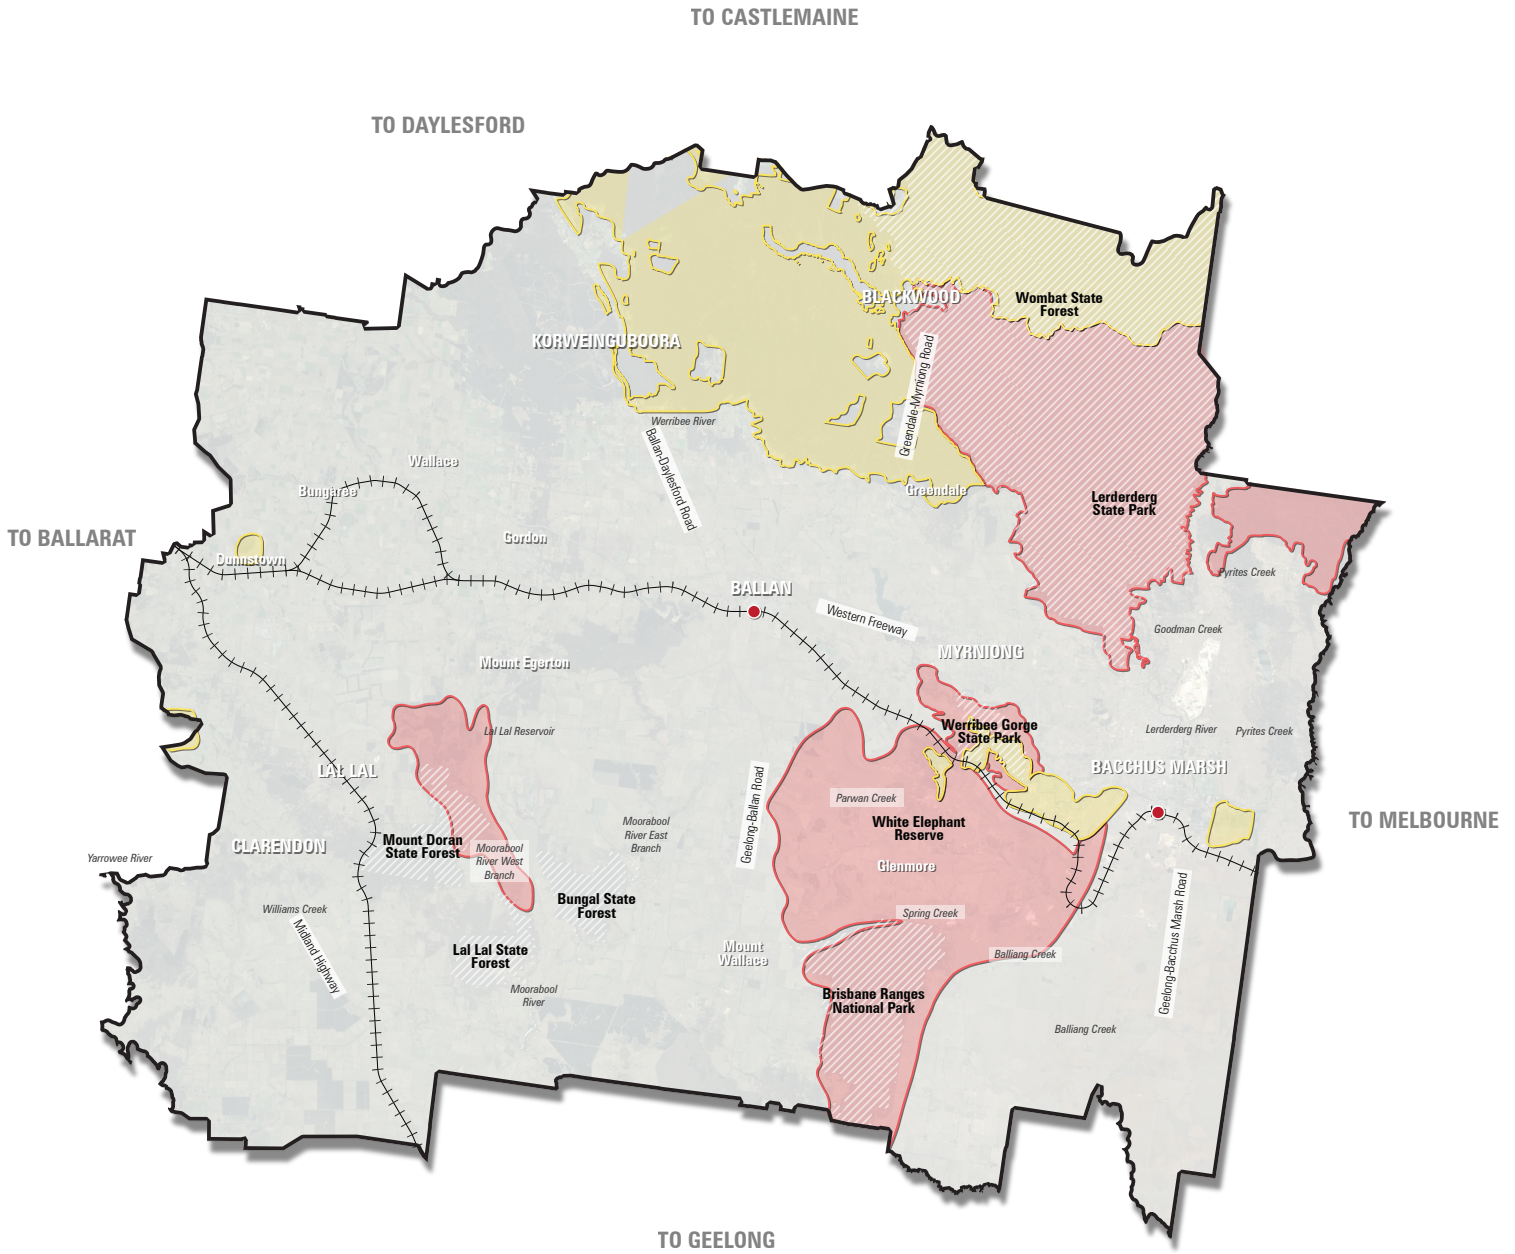 TO CASTLEMAINE
TO DAYLESFORD
BLACKWOOD
Wombat State
Forest
KORWEINGUBOORA
Greendale-Myrniong Road
Werribee River
Ballan-Daylesford Road
Wallace
Bungaree
Greendale
Lerderderg
State Park
TO BALLARAT
Gordon
Dunnstown
Pyrites Creek
BALLAN
Western Freeway
Goodman Creek
MYRNIONG
Mount Egerton
Lal Lal Reservoir
Werribee Gorge
State Park
Lerderderg River
Pyrites Creek
LAL LAL
BACCHUS MARSH
Geelong-Ballan Road
Parwan Creek
White Elephant
Reserve
TO MELBOURNE
Moorabool
River East
Branch
Mount Doran
State Forest
CLARENDON
Moorabool
River West
Branch
Yarrowee River
Glenmore
Bungal State
Forest
Williams Creek
Spring Creek
Midland Highway
Geelong-Bacchus Marsh Road
Lal Lal State
Forest
Mount
Wallace
Balliang Creek
Moorabool
River
Brisbane Ranges
National Park
Balliang Creek
TO GEELONG